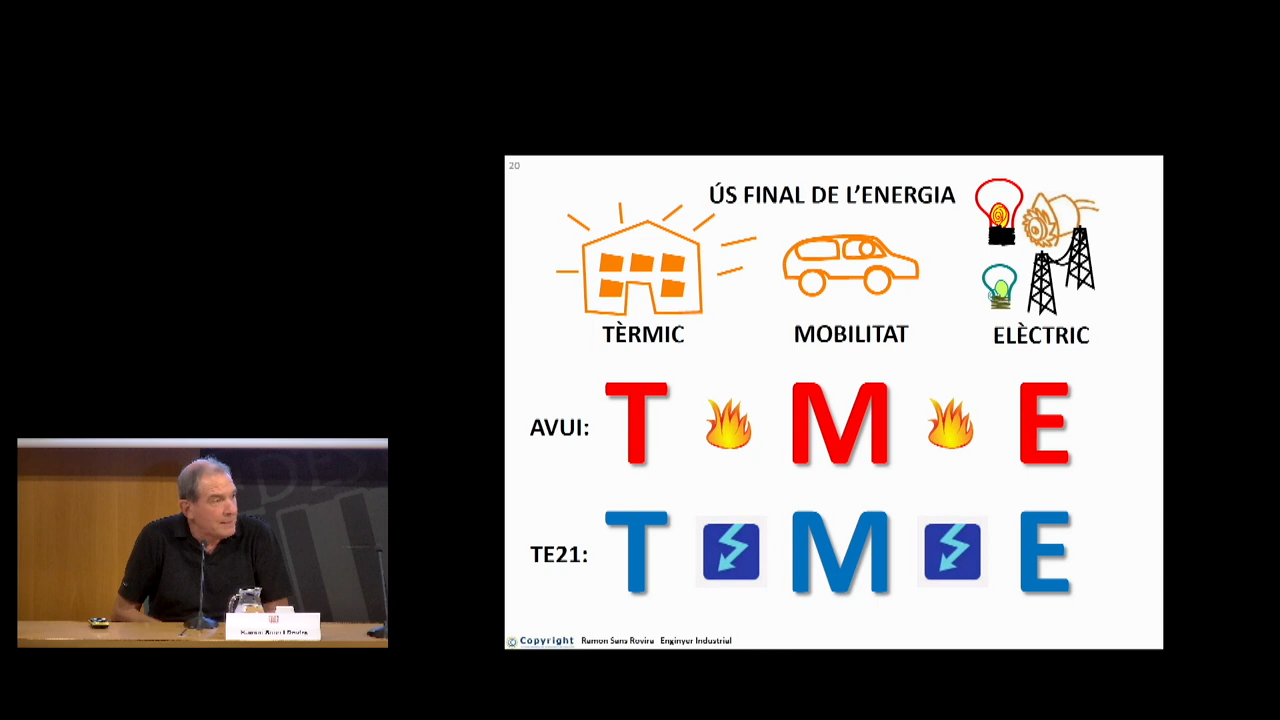 20
ÚS FINAL DE L'ENERGIA
TÈRMIC MOBILITAT ELÈCTRIC
AVUI: T M E
TE21: T M E
© Copyright Ramon Sans Rovira Enginyer Industrial